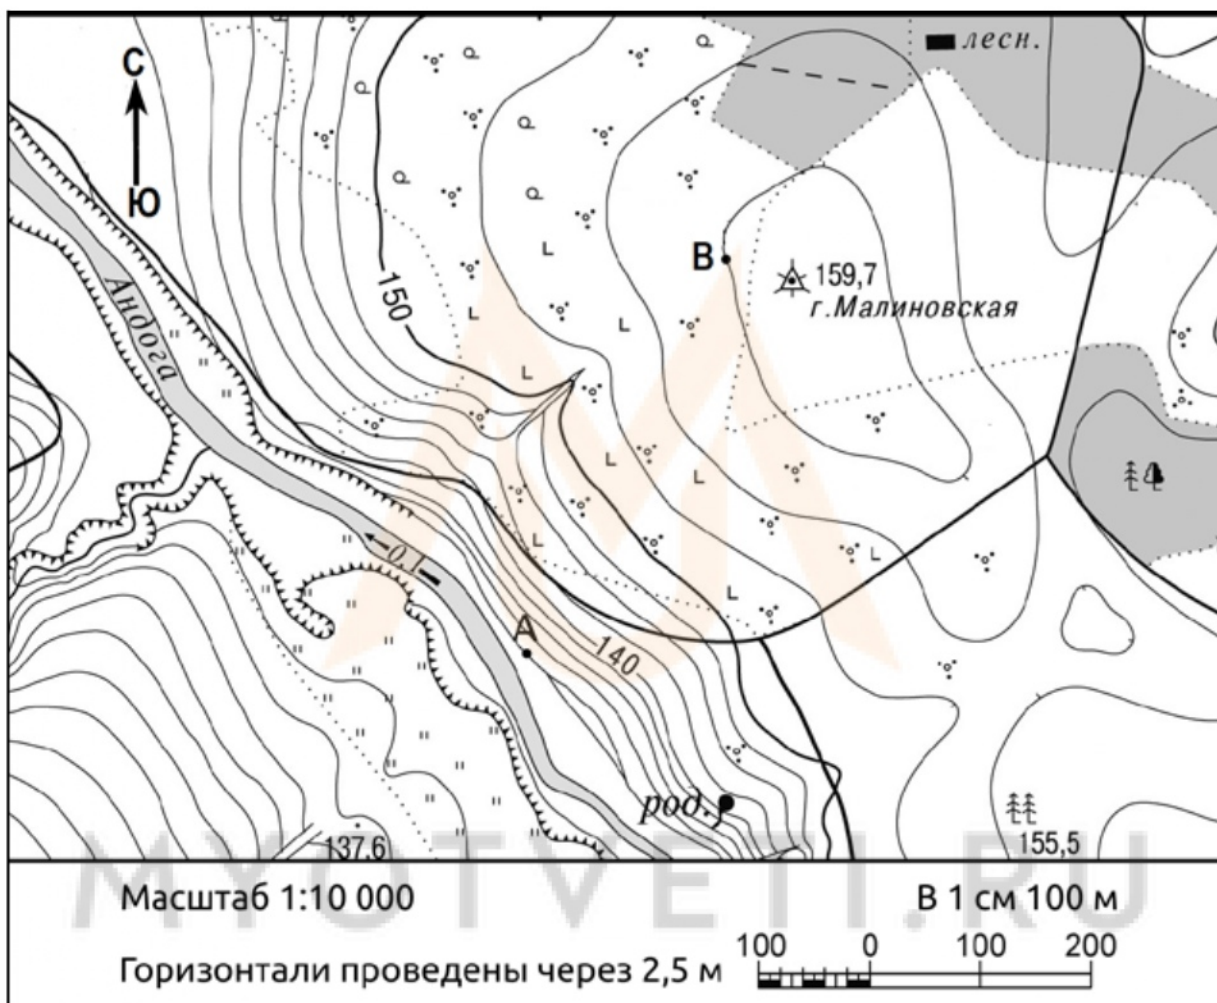 лесн.
С
Ю
В
159,7
г.Малиновская
150
Андога
0,1
А
140
род.
155,5
137,6
MYOTVETI.RU
Масштаб 1:10 000
В 1 см 100 м
100 0 100 200
Горизонтали проведены через 2,5 м